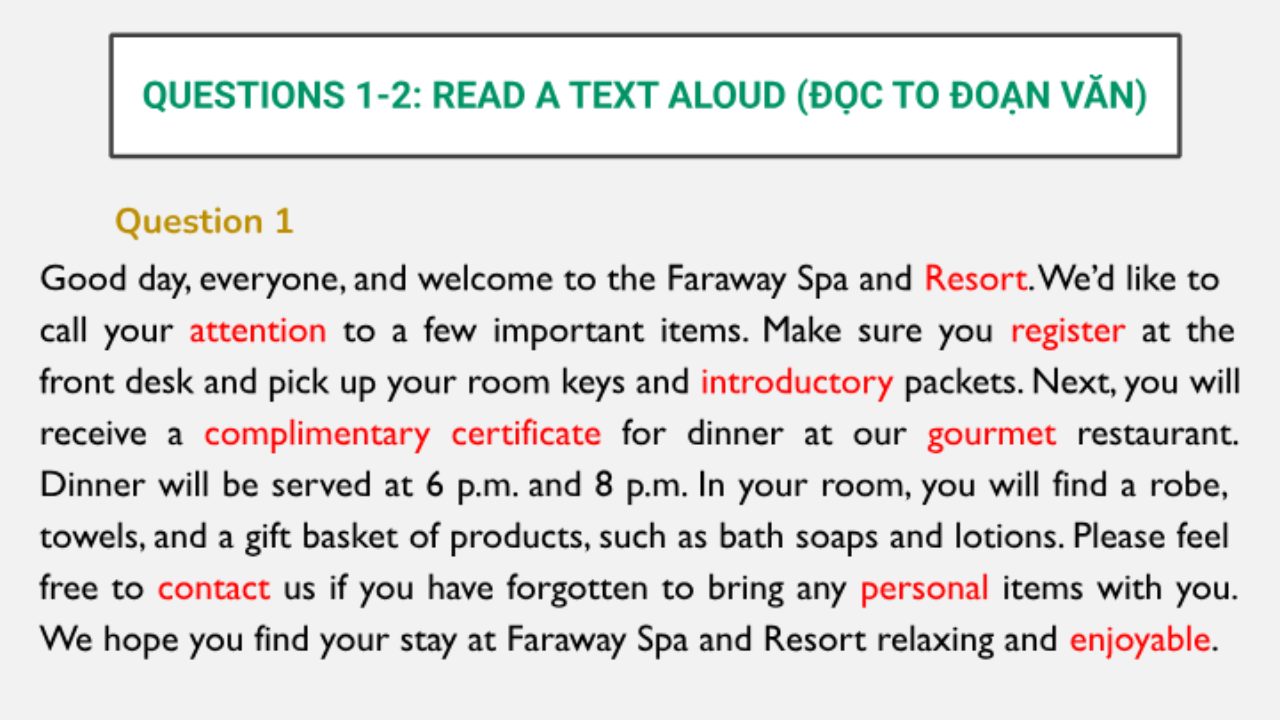 QUESTIONS 1-2: READ A TEXT ALOUD (ĐỌC TO ĐOẠN VĂN)
Question 1
Good day, everyone, and welcome to the Faraway Spa and Resort. We’d like to
call your attention to a few important items. Make sure you register at the
front desk and pick up your room keys and introductory packets. Next, you will
receive a complimentary certificate for dinner at our gourmet restaurant.
Dinner will be served at 6 p.m. and 8 p.m. In your room, you will find a robe,
towels, and a gift basket of products, such as bath soaps and lotions. Please feel
free to contact us if you have forgotten to bring any personal items with you.
We hope you find your stay at Faraway Spa and Resort relaxing and enjoyable.